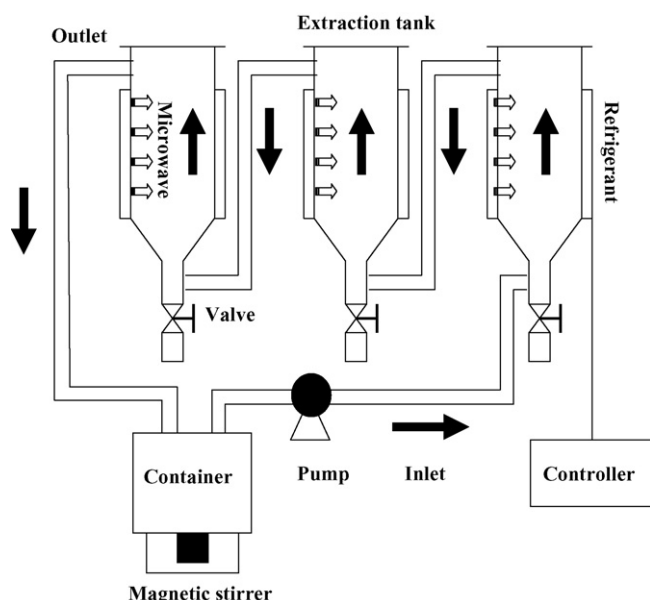 Extraction tank
Outlet
Microwave
Refrigerant
Valve
Container
Pump
Inlet
Controller
Magnetic stirrer